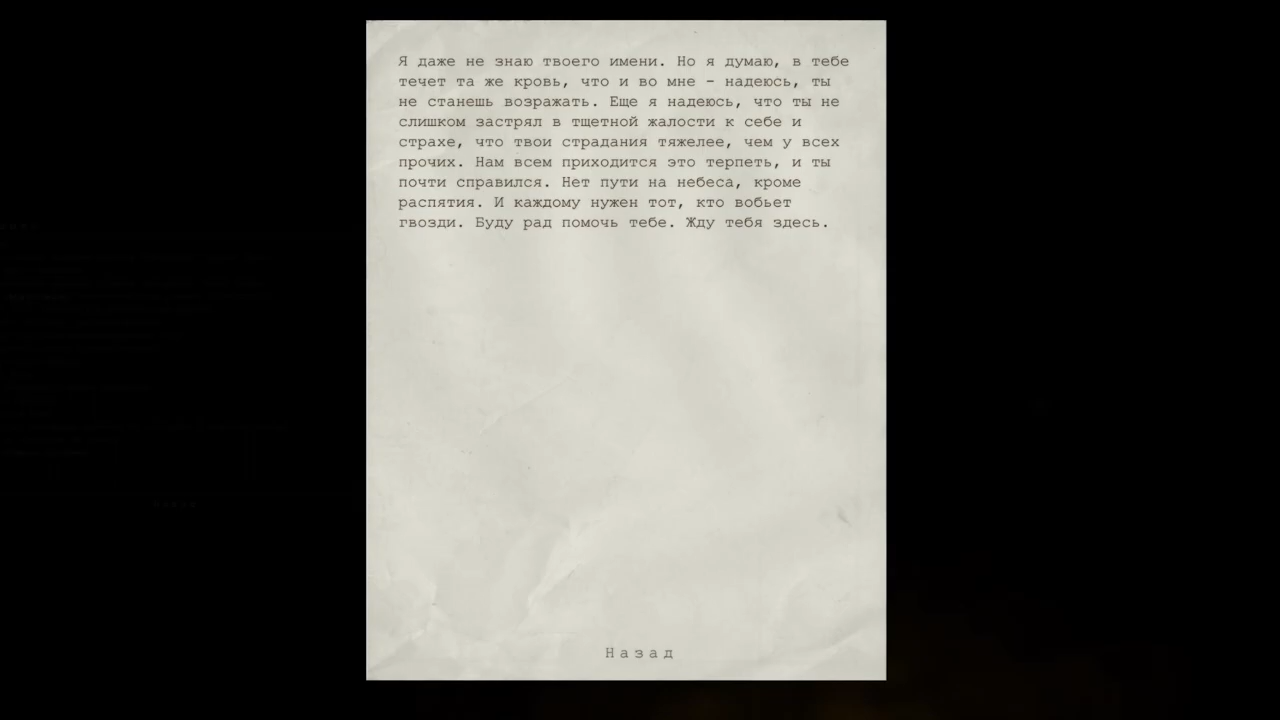 Я даже не знаю твоего имени. Но я думаю, в тебе
течет та же кровь, что и во мне - надеюсь, ты
не станешь возражать. Еще я надеюсь, что ты не
слишком застрял в тщетной жалости к себе и
страхе, что твои страдания тяжелее, чем у всех
прочих. Нам всем приходится это терпеть, и ты
почти справился. Нет пути на небеса, кроме
распятия. И каждому нужен тот, кто вобьет
гвозди. Буду рад помочь тебе. Жду тебя здесь.
Назад